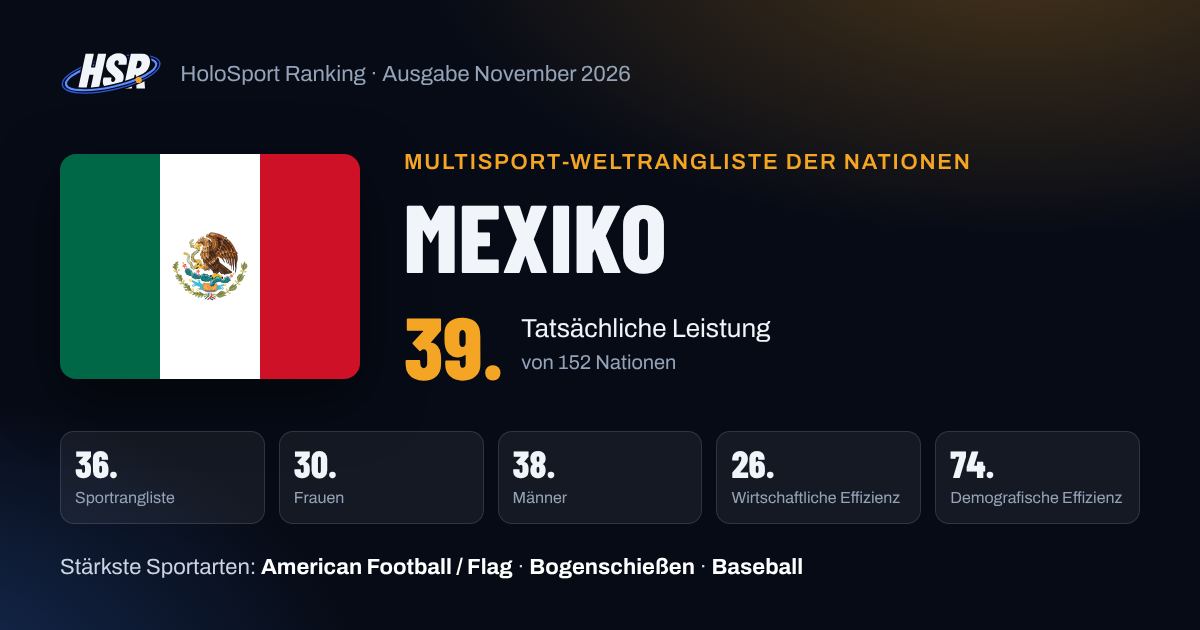 HSR
HoloSport Ranking · Ausgabe November 2026
MULTISPORT-WELTRANGLISTE DER NATIONEN
MEXIKO
39.
Tatsächliche Leistung
von 152 Nationen
36.
Sportrangliste
30.
Frauen
38.
Männer
26.
Wirtschaftliche Effizienz
74.
Demografische Effizienz
Stärkste Sportarten: American Football / Flag · Bogenschießen · Baseball